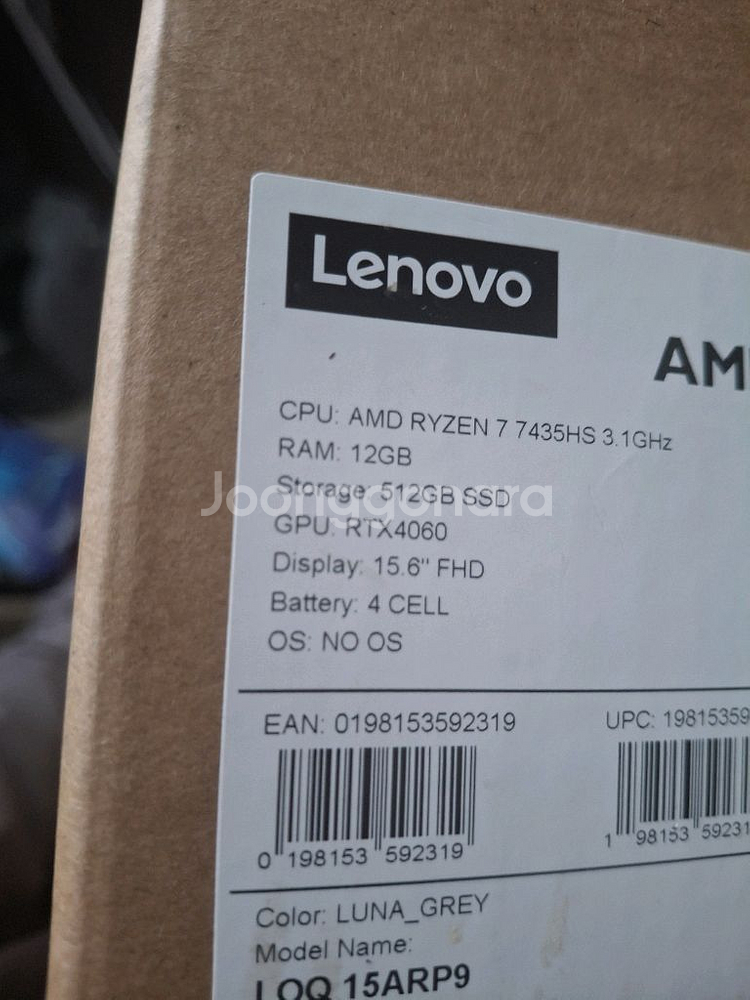 Lenovo
AM
CPU: AMD RYZEN 7 7435HS 3.1GHz
RAM: 12GB
Storage: 512GB SSD
Joonggonara
GPU: RTX4060
Display: 15.6" FHD
Battery: 4 CELL
OS: NO OS
EAN: 0198153592319
UPC: 19815359
0 198153 592319
1 98153 59231
Color: LUNA_GREY
Model Name:
LOQ 15ARP9